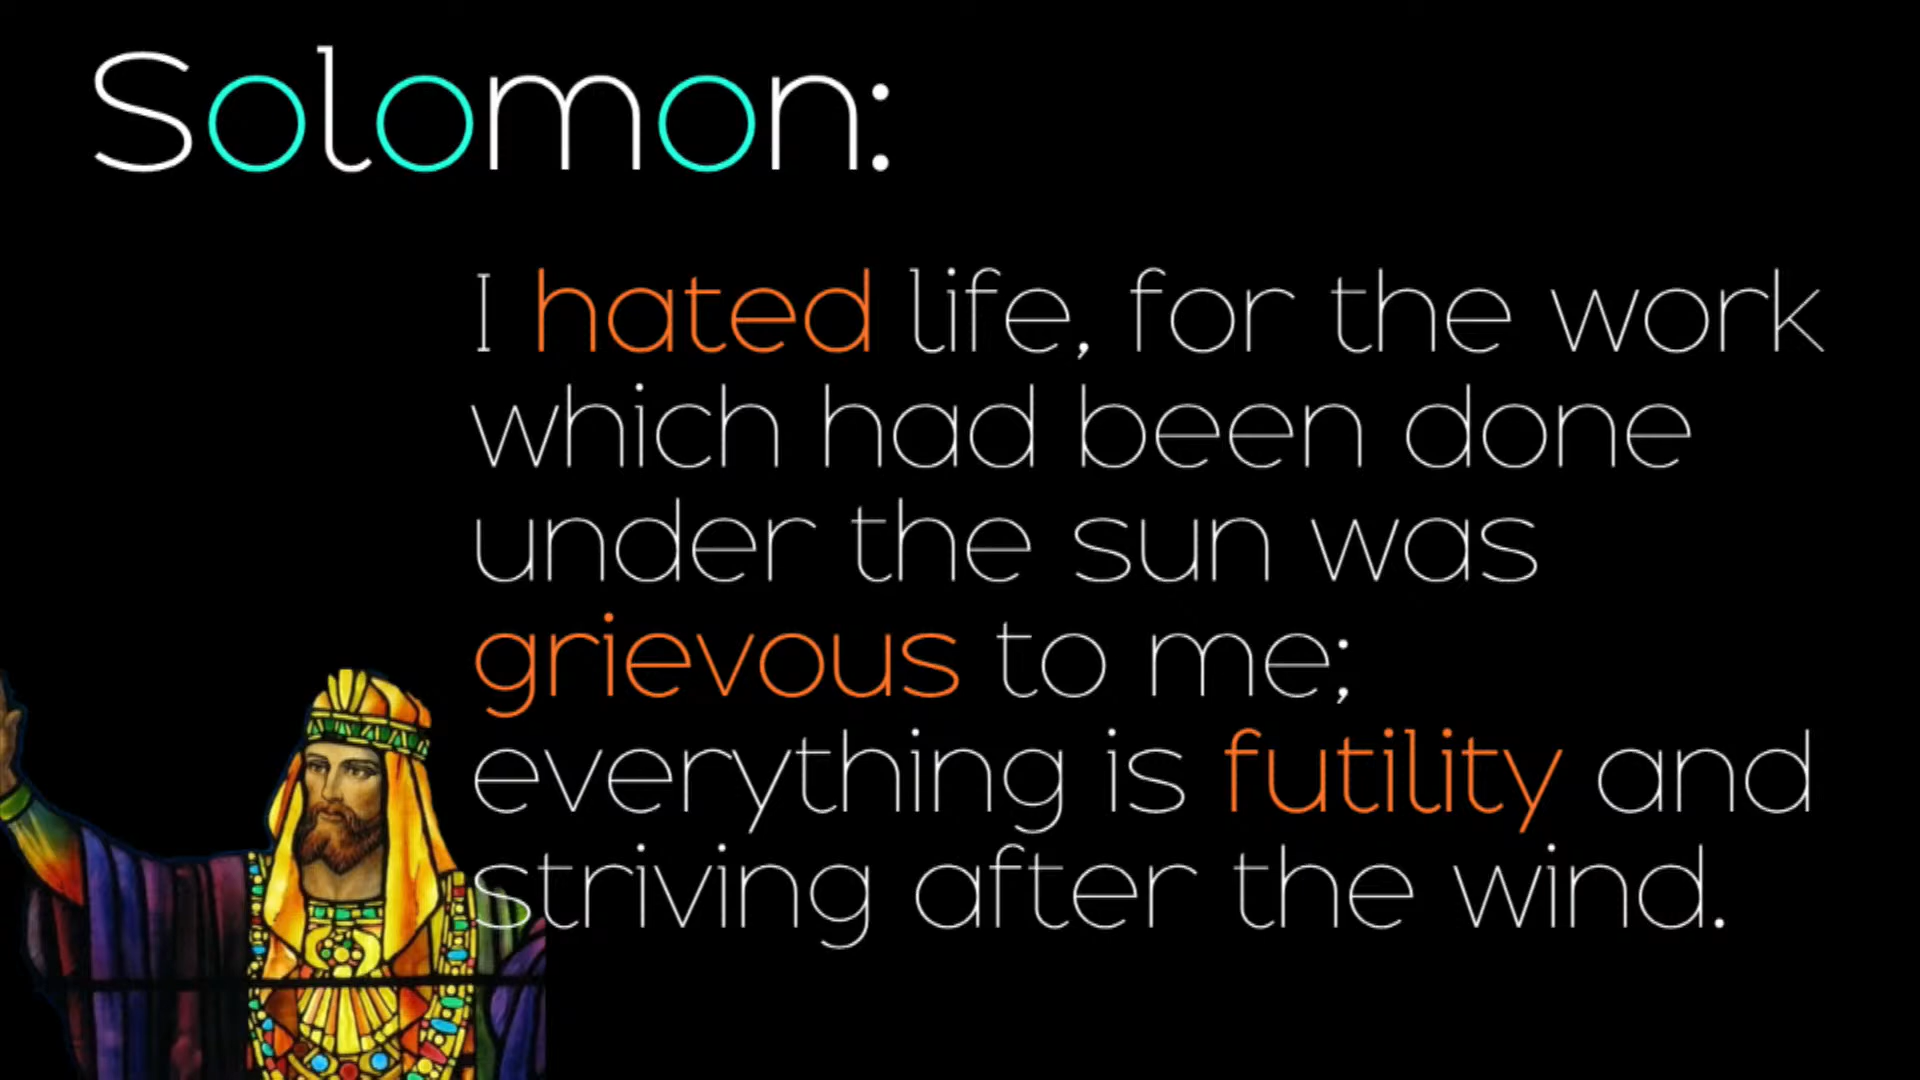 Solomon:
I hated life, for the work
which had been done
under the sun was
grievous to me;
everything is futility and
striving after the wind.